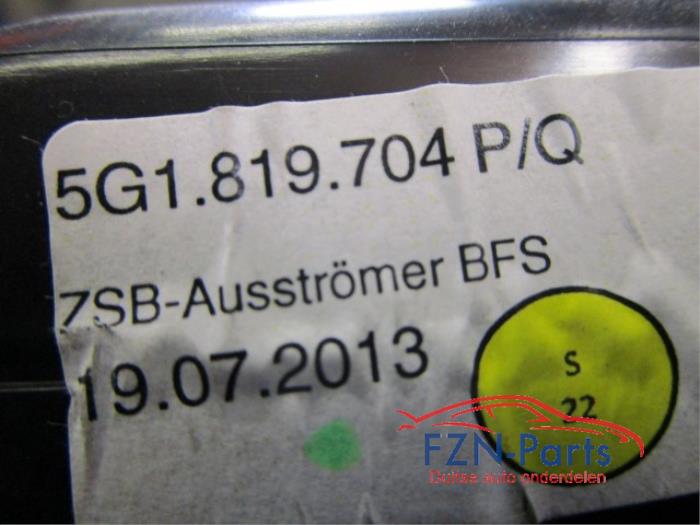 5G1.819.704 P/Q
ZSB-Ausströmer BFS
19.07.2013
S
22
FZN-Parts
Duitse auto onderdelen